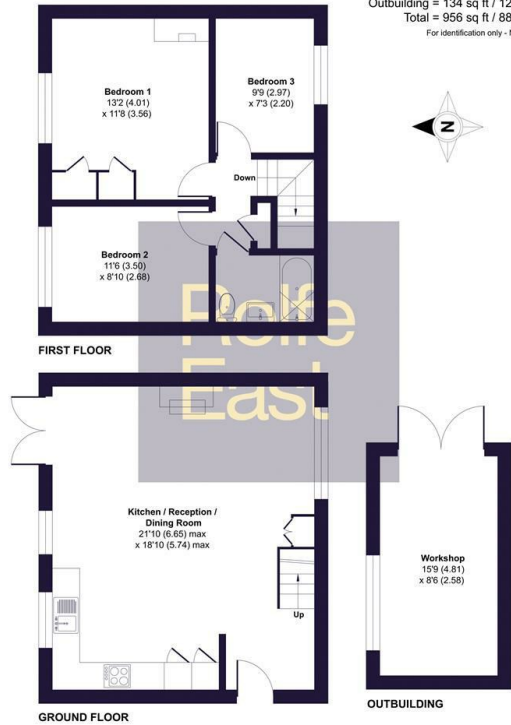 Outbuilding = 134 sq ft / 12
Total = 956 sq ft / 88
For identification only - N
N
Bedroom 1
13'2 (4.01)
x 11'8 (3.56)
Bedroom 3
9'9 (2.97)
x 7'3 (2.20)
Down
Bedroom 2
11'6 (3.50)
x 8'10 (2.68)
FIRST FLOOR
Rolfe
East
Kitchen / Reception /
Dining Room
21'10 (6.65) max
x 18'10 (5.74) max
Up
GROUND FLOOR
Workshop
15'9 (4.81)
x 8'6 (2.58)
OUTBUILDING